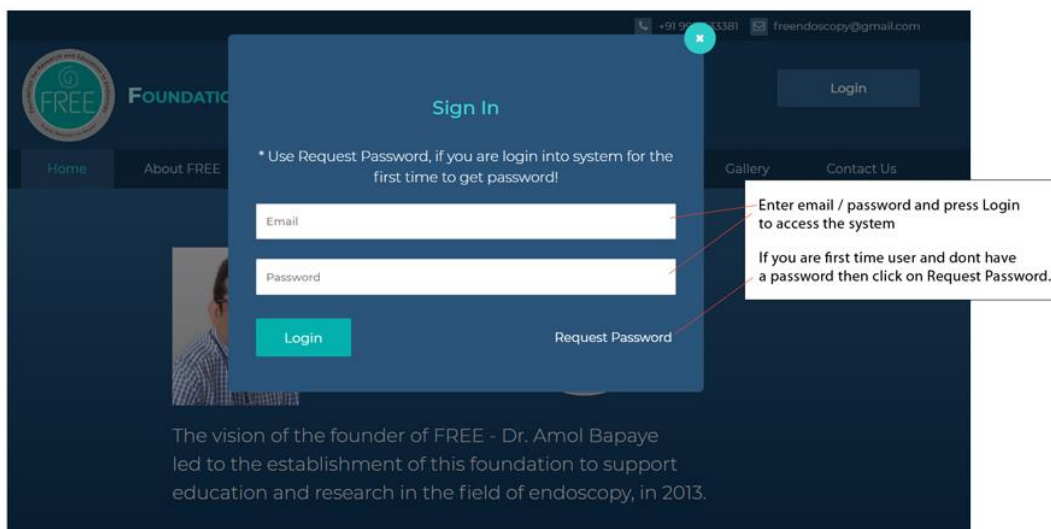 freendoscopy@gmail.com
FREE
FOUNDATIO
Login
Sign In
Home
About FREE
Gallery
Contact Us
* Use Request Password, if you are login into system for the
first time to get password!
Email
Password
Login
Request Password
Enter email / password and press Login
to access the system
If you are first time user and dont have
a password then click on Request Password.
The vision of the founder of FREE - Dr. Amol Bapaye
led to the establishment of this foundation to support
education and research in the field of endoscopy, in 2013.